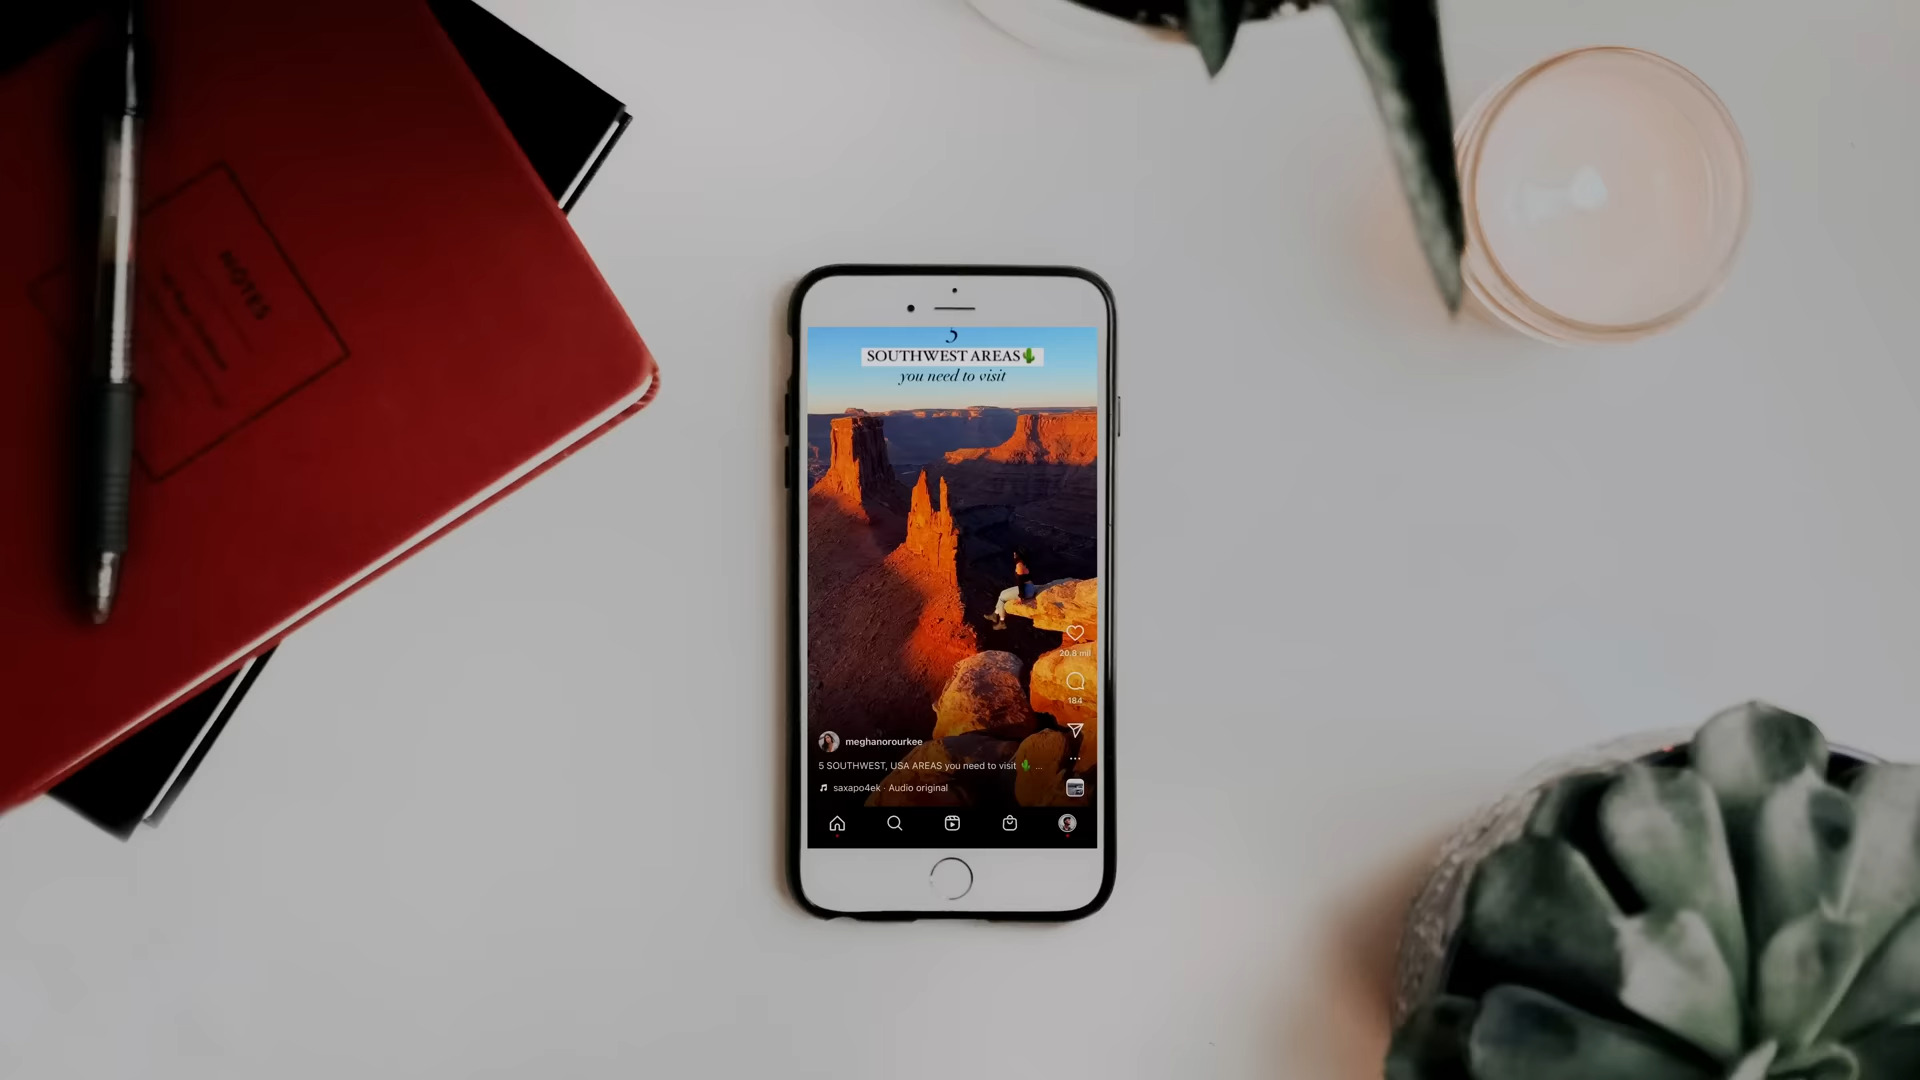 NOTES
5
SOUTHWEST AREAS🌵
you need to visit
20.8 mil
184
meghanorourkee
5 SOUTHWEST, USA AREAS you need to visit 🌵 ...
saxapo4ek · Audio original